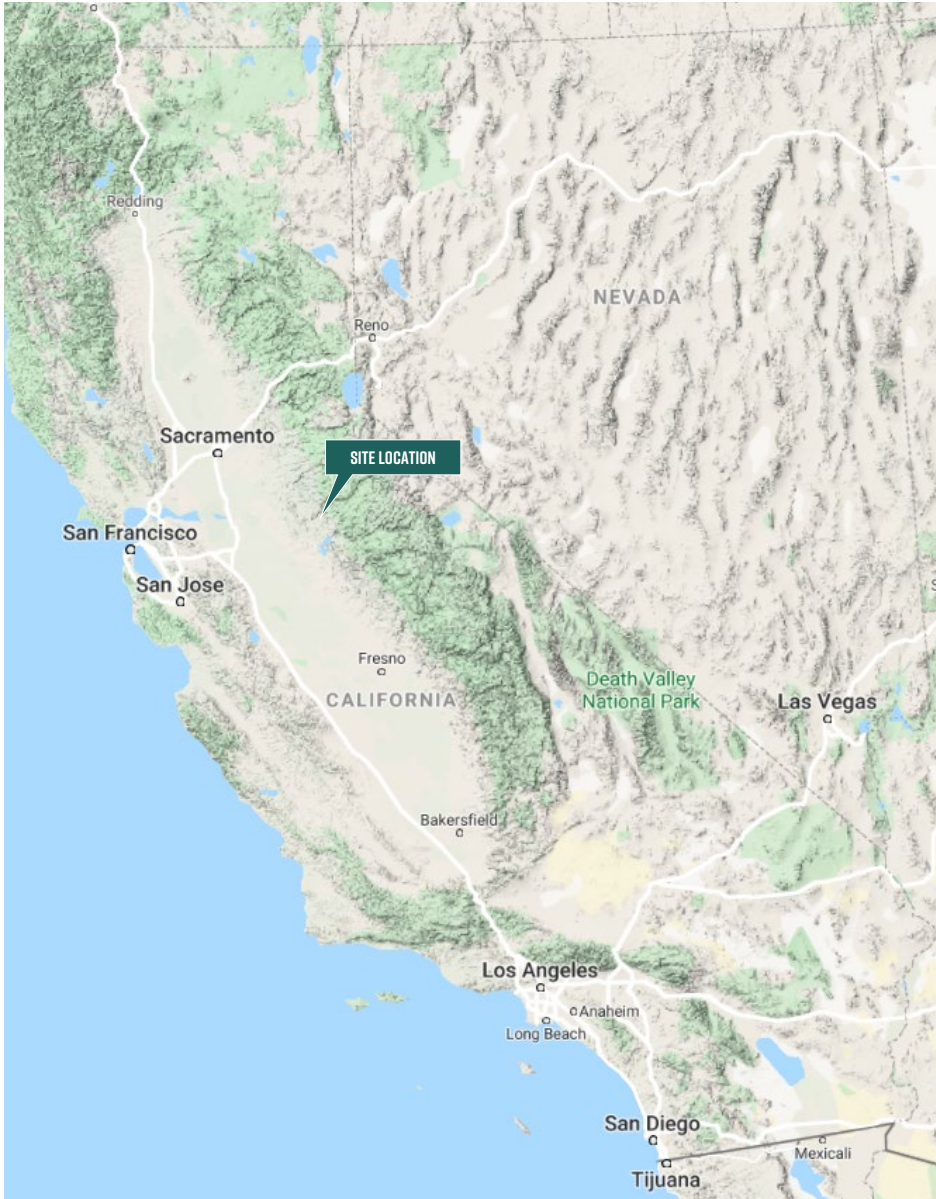 Redding
NEVADA
Reno
Sacramento
SITE LOCATION
San Francisco
San Jose
Fresno
CALIFORNIA
Death Valley
National Park
Las Vegas
Bakersfield
Los Angeles
Anaheim
Long Beach
San Diego
Mexicali
Tijuana
S